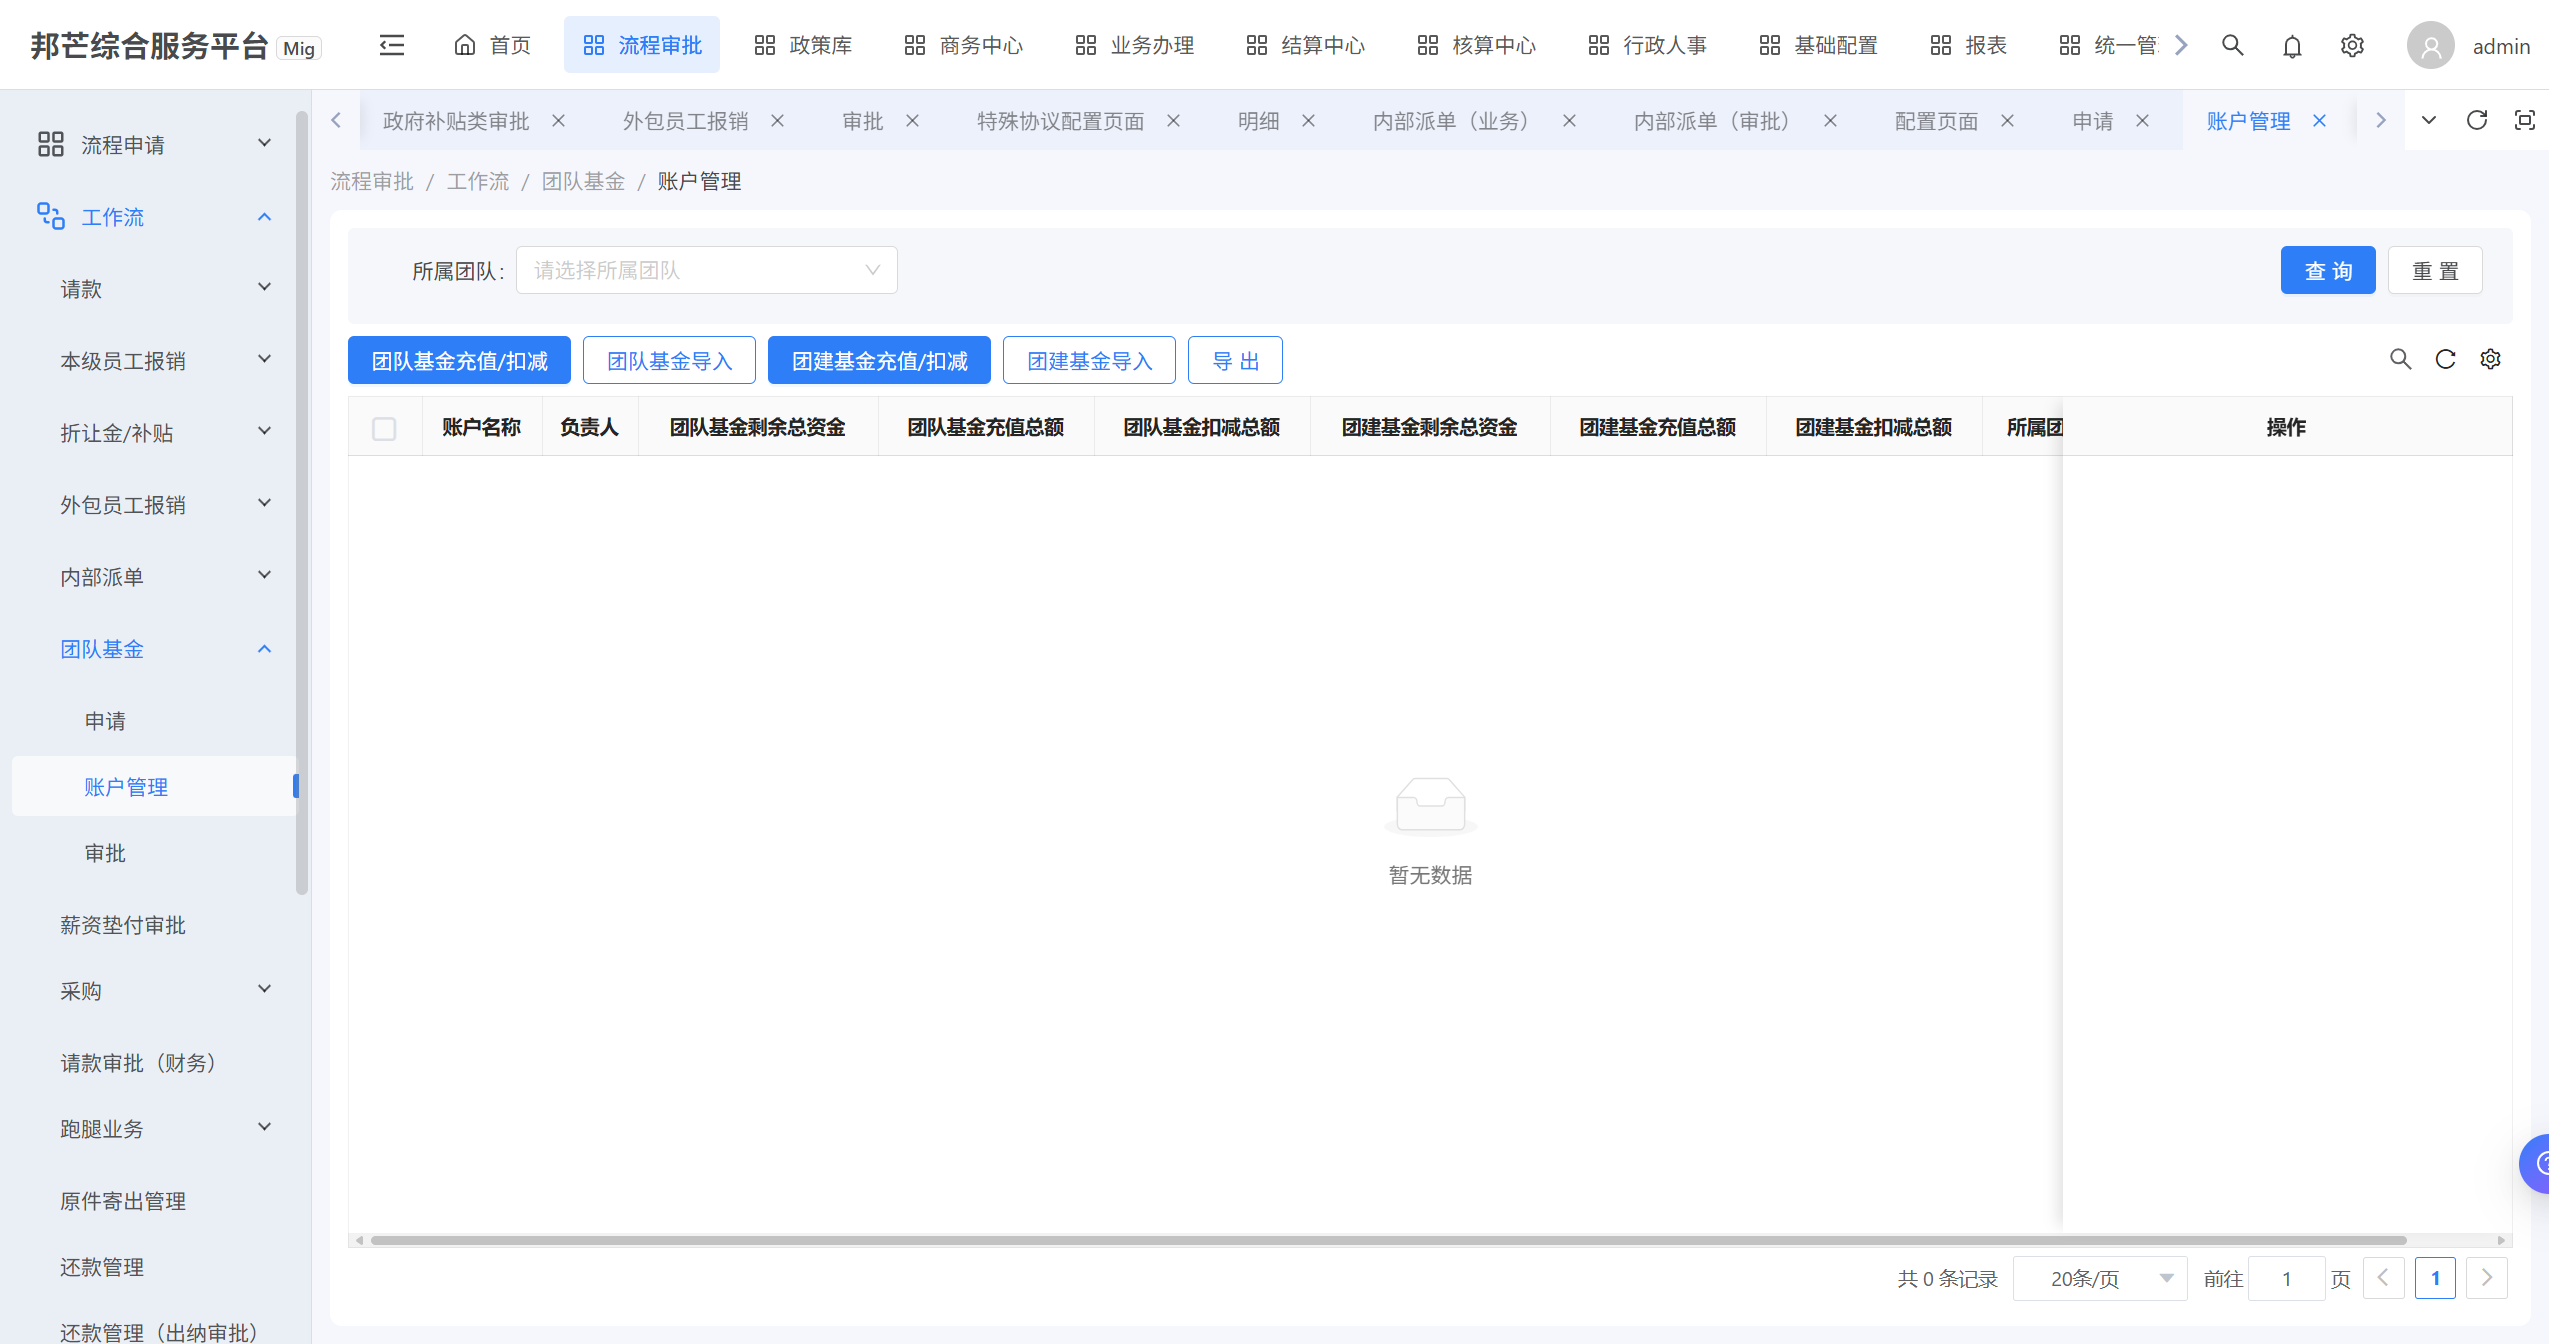 邦芒综合服务平台 Mig 首页 流程审批 政策库 商务中心 业务办理 结算中心 核算中心 行政人事 基础配置 报表 统一管 admin
政府补贴类审批 外包员工报销 审批 特殊协议配置页面 明细 内部派单（业务） 内部派单（审批） 配置页面 申请 账户管理
流程审批 / 工作流 / 团队基金 / 账户管理
流程申请
工作流
请款
本级员工报销
折让金/补贴
外包员工报销
内部派单
团队基金
申请
账户管理
审批
薪资垫付审批
采购
请款审批（财务）
跑腿业务
原件寄出管理
还款管理
还款管理（出纳审批）
所属团队: 请选择所属团队 查 询 重 置
团队基金充值/扣减 团队基金导入 团建基金充值/扣减 团建基金导入 导 出
账户名称 负责人 团队基金剩余总资金 团队基金充值总额 团队基金扣减总额 团建基金剩余总资金 团建基金充值总额 团建基金扣减总额 所属团 操作
暂无数据
共 0 条记录 20条/页 前往 1 页 1